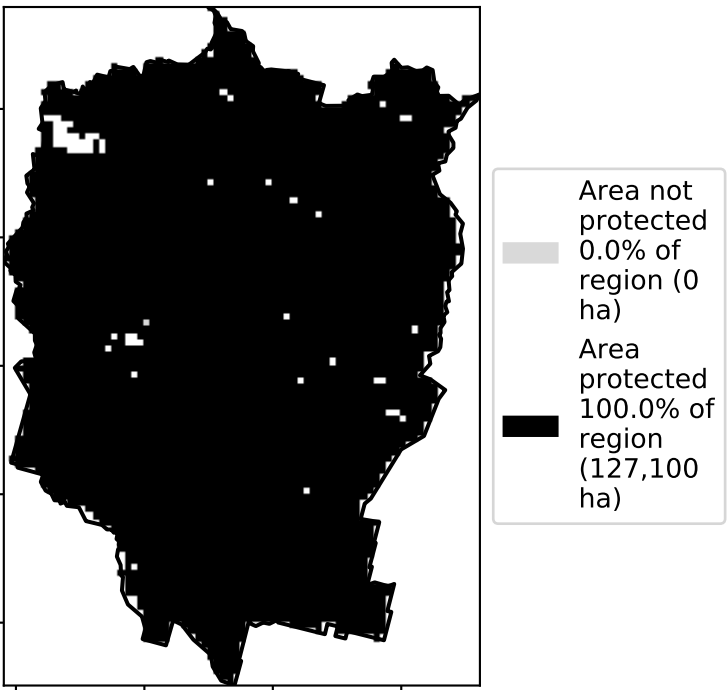 Area not
protected
0.0% of
region (0
ha)
Area
protected
100.0% of
region
(127,100
ha)